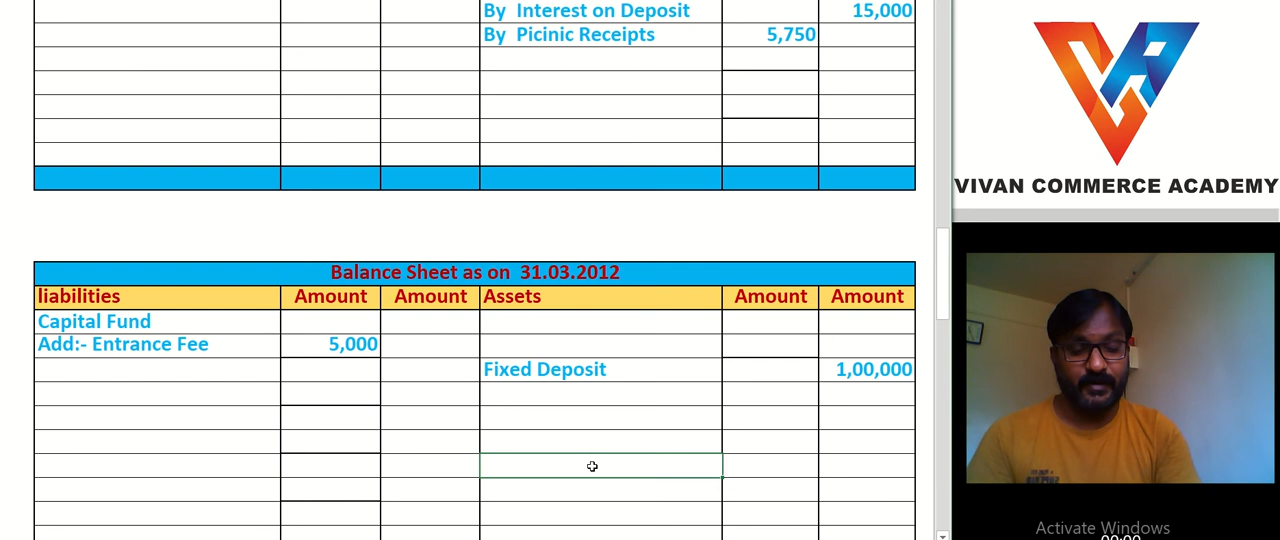 By Interest on Deposit 15,000
By Picinic Receipts 5,750
Balance Sheet as on 31.03.2012
liabilities Amount Amount Assets Amount Amount
Capital Fund
Add:- Entrance Fee 5,000
Fixed Deposit 1,00,000
VIVAN COMMERCE ACADEMY
Activate Windows